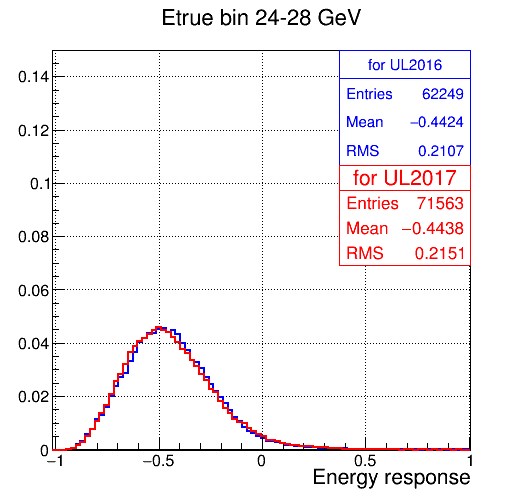 Etrue bin 24-28 GeV
for UL2016
Entries 62249
Mean −0.4424
RMS 0.2107
for UL2017
Entries 71563
Mean −0.4438
RMS 0.2151
0.14
0.12
0.1
0.08
0.06
0.04
0.02
0
−1 −0.5 0 0.5 1
Energy response